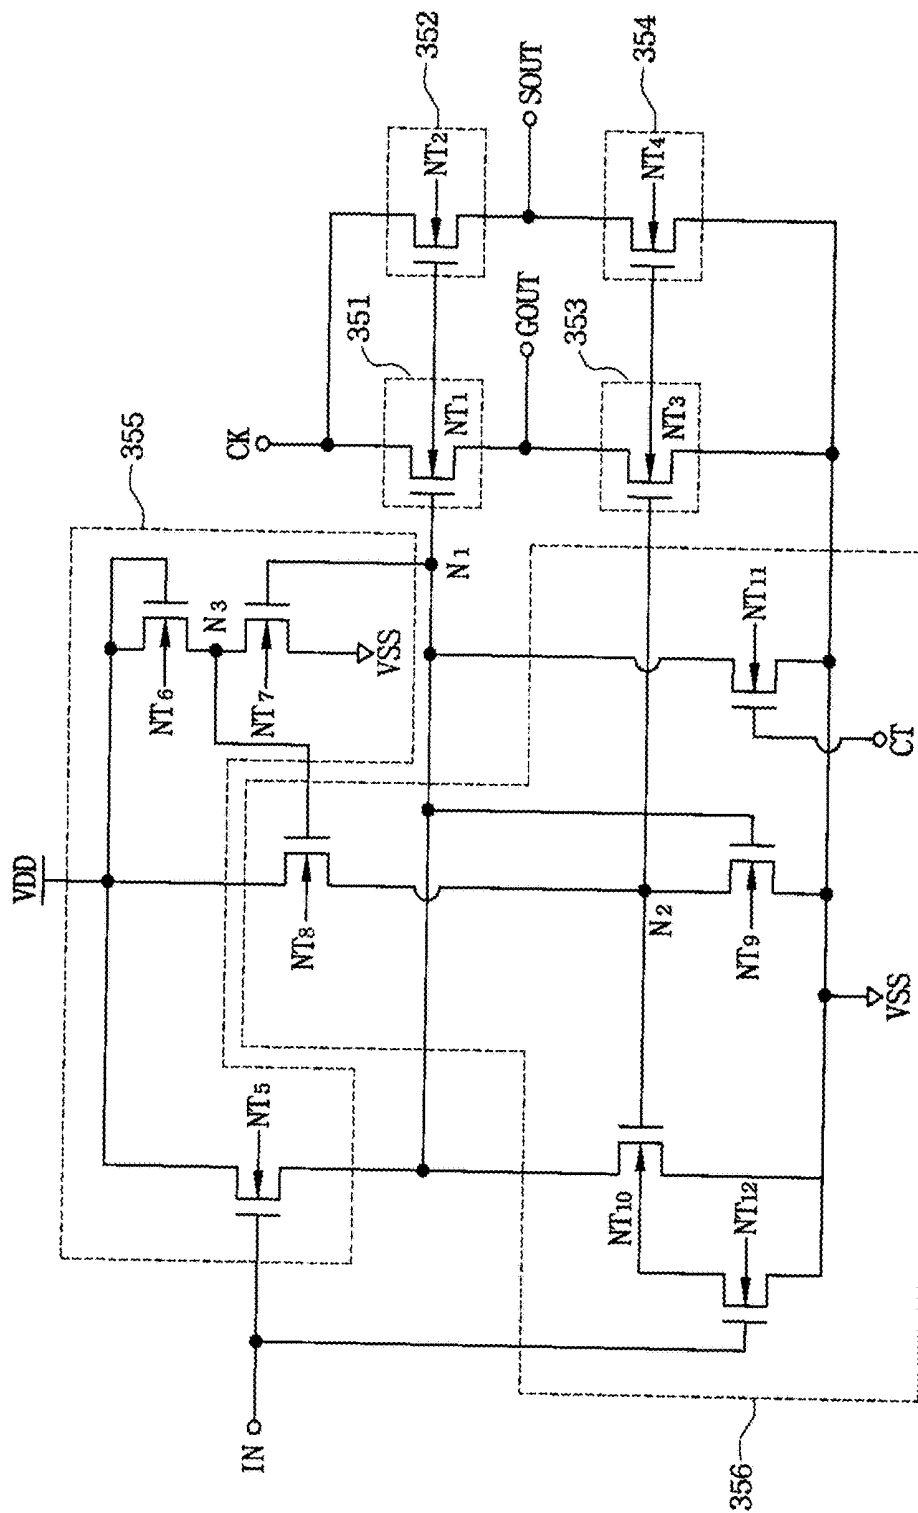 352
354
SOUT
NT2
NT4
351
GOUT
353
CK
NT1
NT3
355
N1
N3
NT6
NT7
VSS
NT11
CT
VDD
NT8
N2
NT9
VSS
NT5
NT10
NT12
IN
356